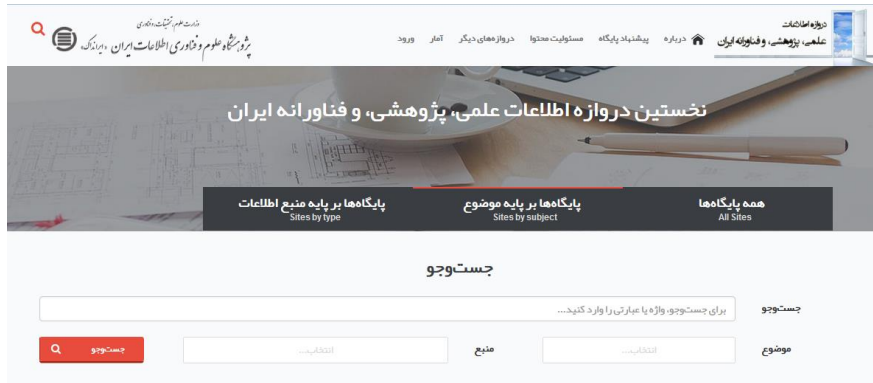 دروازه اطلاعات
علمی، پژوهشی، و فناورانه ایران
درباره
پیشنهاد پایگاه
مسئولیت محتوا
دروازه‌های دیگر
آمار
ورود
وزارت علوم، تحقیقات، و فناوری
پژوهشگاه علوم و فناوری اطلاعات ایران (ایرانداک)
نخستین دروازه اطلاعات علمی، پژوهشی، و فناورانه ایران
همه پایگاه‌ها
All Sites
پایگاه‌ها بر پایه موضوع
Sites by subject
پایگاه‌ها بر پایه منبع اطلاعات
Sites by type
جست‌وجو
جست‌وجو
برای جست‌وجو، واژه یا عبارتی را وارد کنید...
موضوع
انتخاب...
منبع
انتخاب...
جست‌وجو